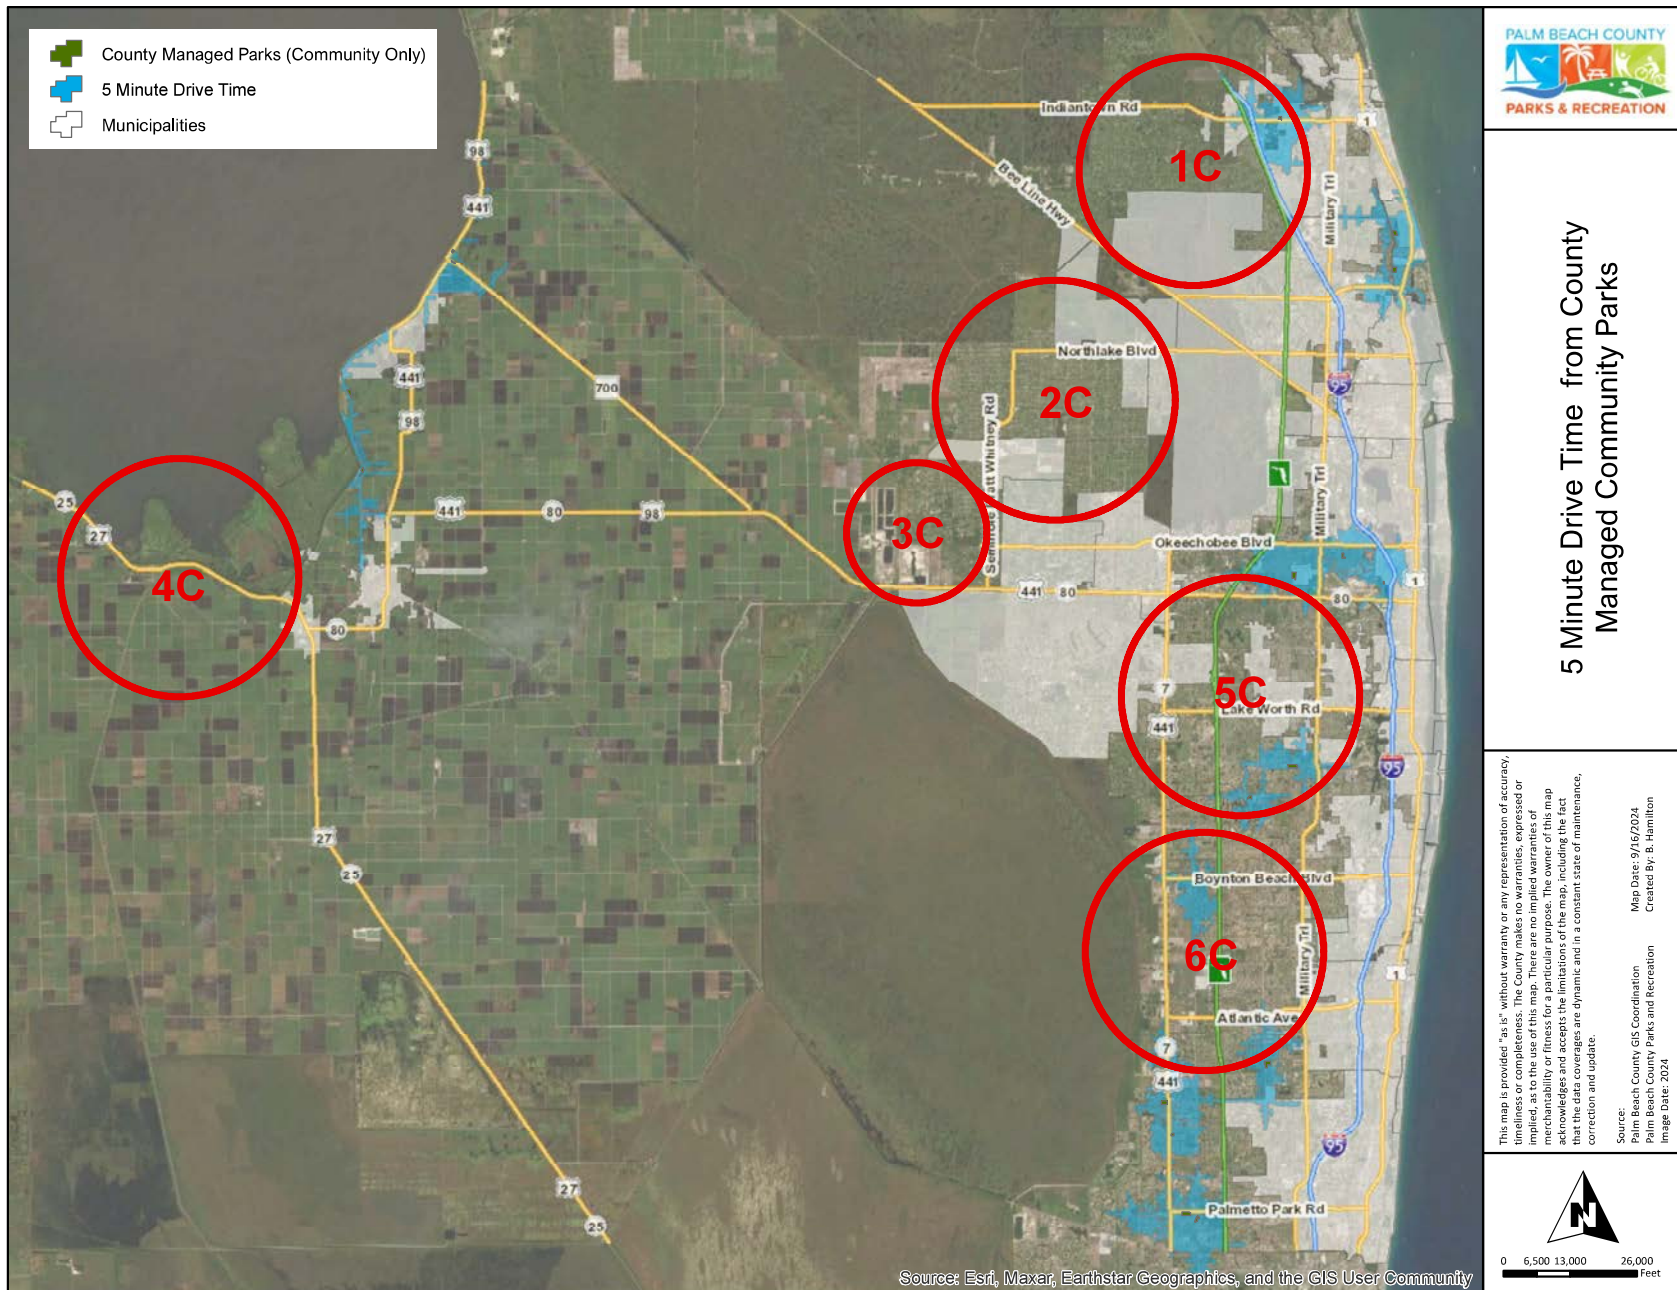 County Managed Parks (Community Only)
5 Minute Drive Time
Municipalities
98
441
441
98
700
25
27
441
80
98
80
27
25
27
25
Indiantown Rd
Bee Line Hwy
1
Military Trl
1C
Northlake Blvd
95
2C
Seminole Pratt Whitney Rd
Military Trl
3C
Okeechobee Blvd
1
441
80
80
4C
7
5C
Lake Worth Rd
441
95
Boynton Beach Blvd
6C
Military Trl
1
Atlantic Ave
7
441
95
Palmetto Park Rd
Source: Esri, Maxar, Earthstar Geographics, and the GIS User Community
PALM BEACH COUNTY
PARKS & RECREATION
5 Minute Drive Time from County
Managed Community Parks
This map is provided "as is" without warranty or any representation of accuracy,
timeliness or completeness. The County makes no warranties, expressed or
implied, as to the use of this map. There are no implied warranties of
merchantability or fitness for a particular purpose. The owner of this map
acknowledges and accepts the limitations of the map, including the fact
that the data coverages are dynamic and in a constant state of maintenance,
correction and update.
Source:
Palm Beach County GIS Coordination Map Date: 9/16/2024
Palm Beach County Parks and Recreation Created By: B. Hamilton
Image Date: 2024
N
0 6,500 13,000 26,000
Feet